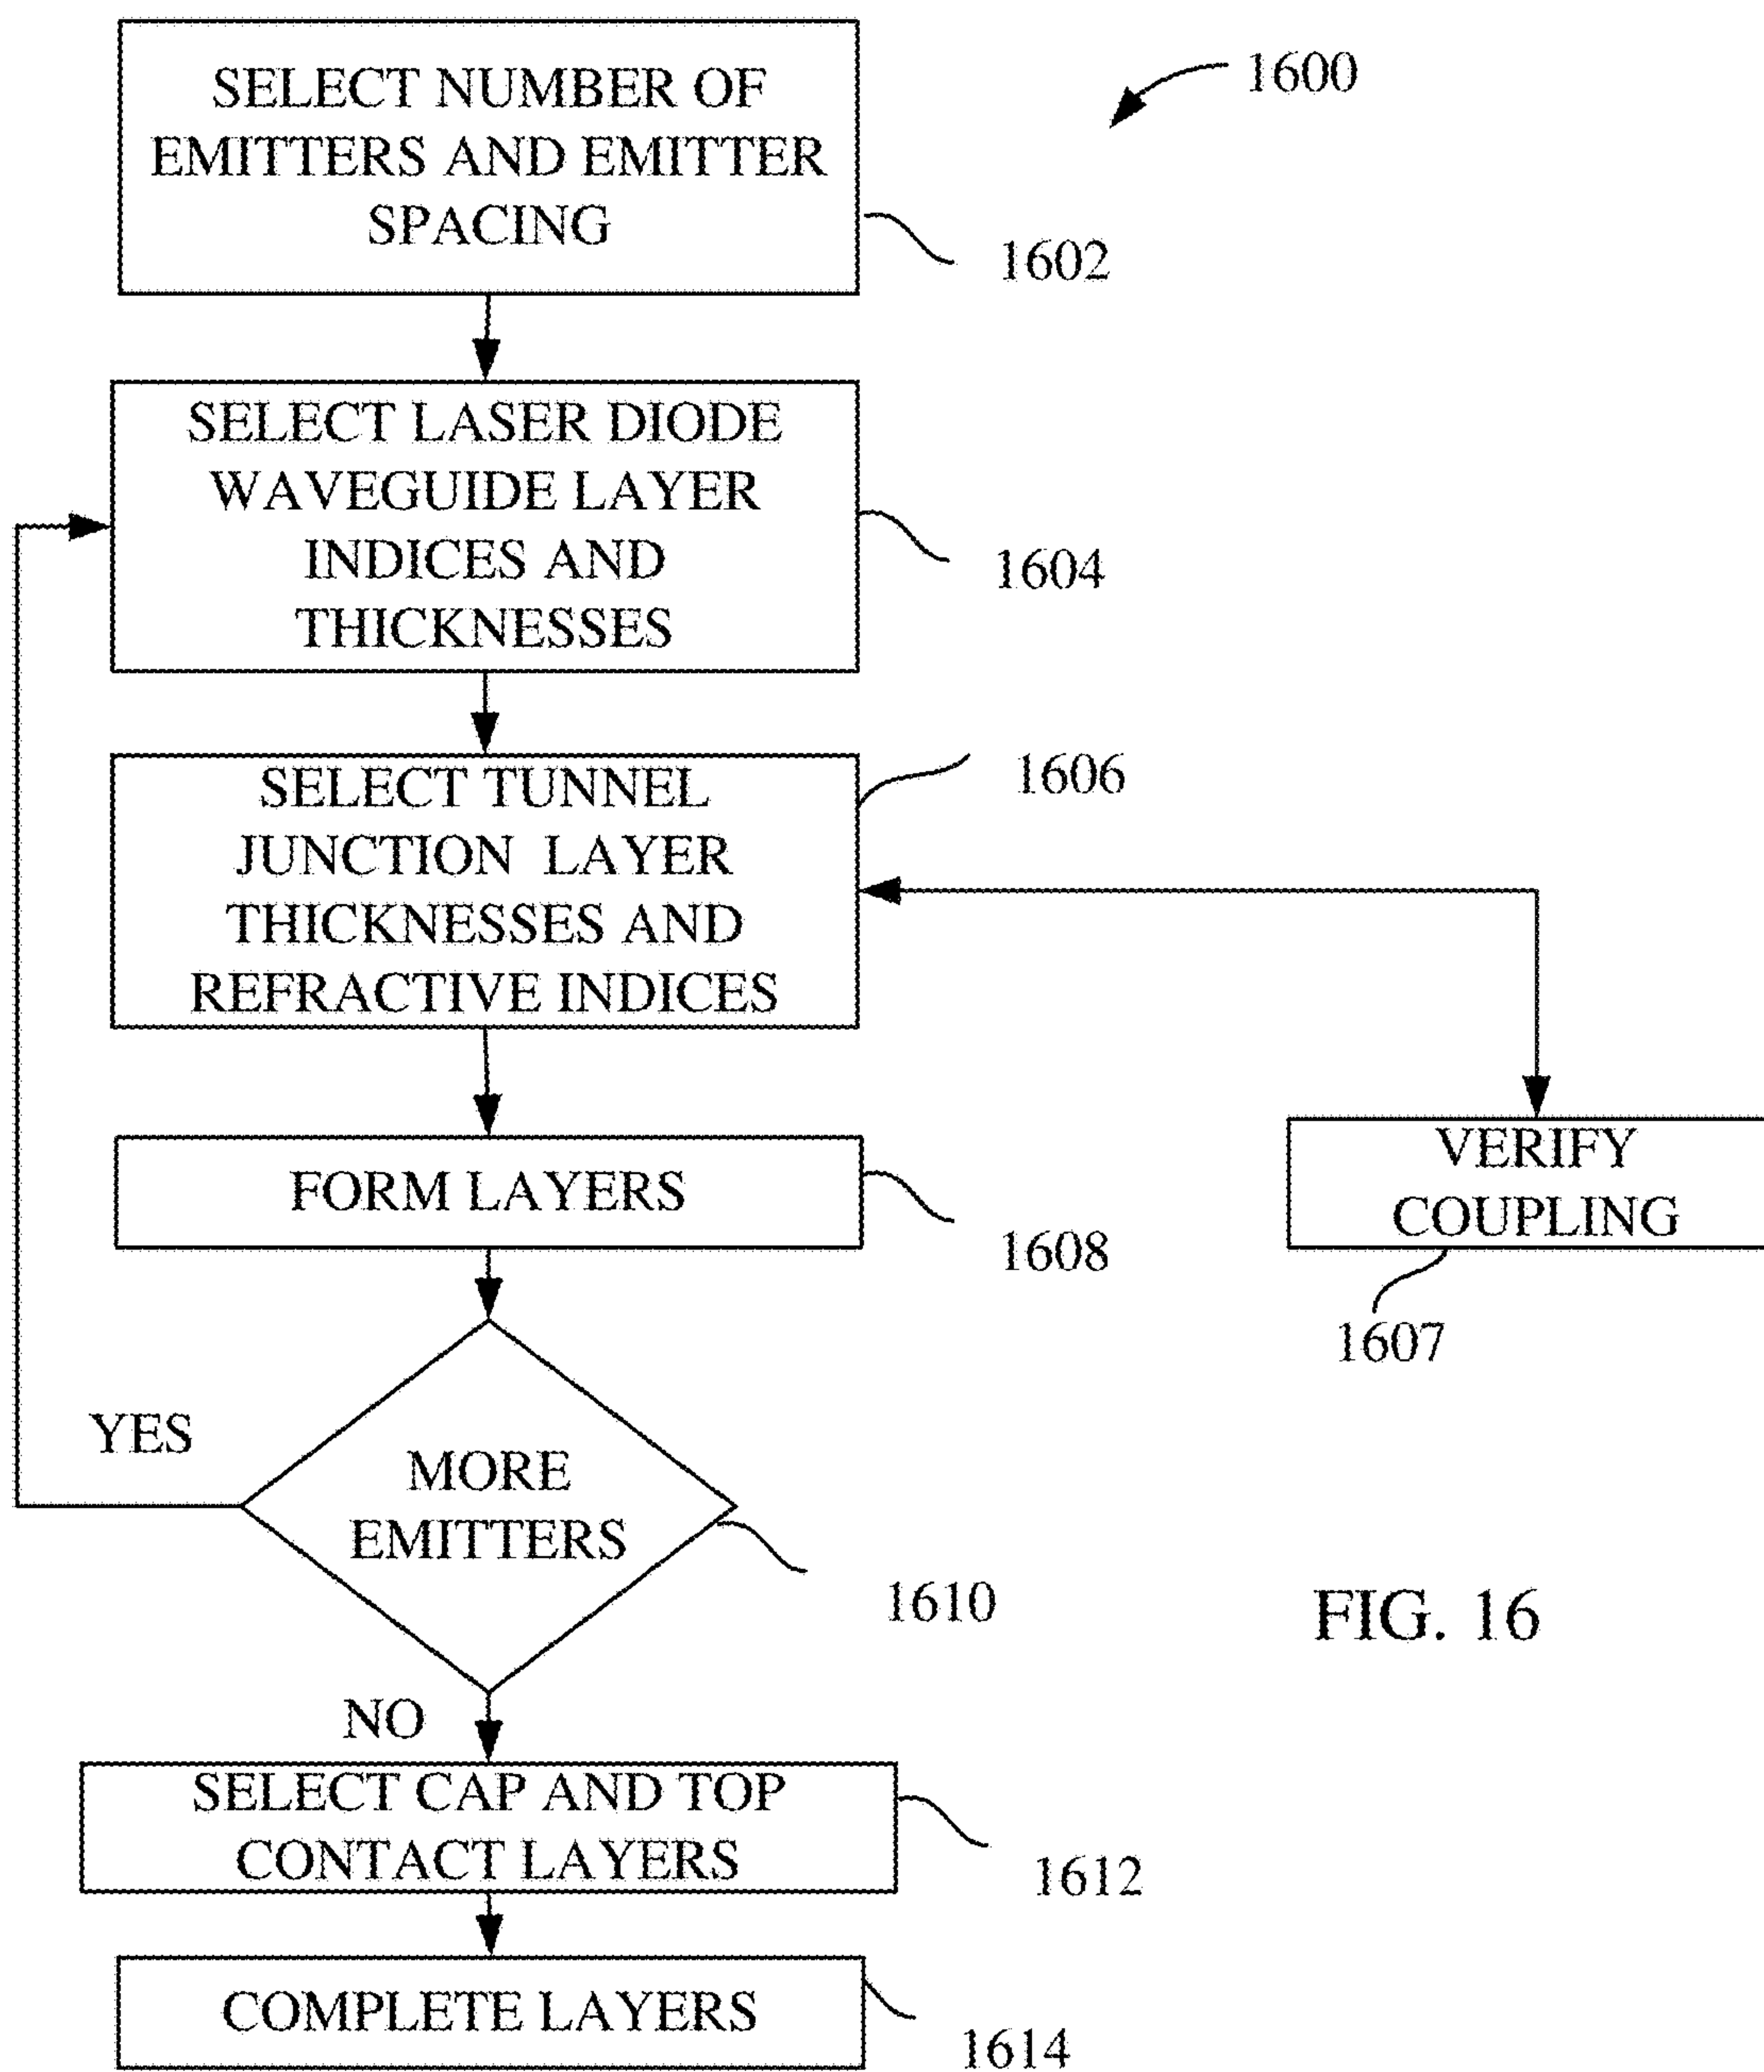 SELECT NUMBER OF
EMITTERS AND EMITTER
SPACING
1600
1602
SELECT LASER DIODE
WAVEGUIDE LAYER
INDICES AND
THICKNESSES
1604
SELECT TUNNEL
JUNCTION LAYER
THICKNESSES AND
REFRACTIVE INDICES
1606
VERIFY
COUPLING
1607
FORM LAYERS
1608
YES
MORE
EMITTERS
1610
FIG. 16
NO
SELECT CAP AND TOP
CONTACT LAYERS
1612
COMPLETE LAYERS
1614